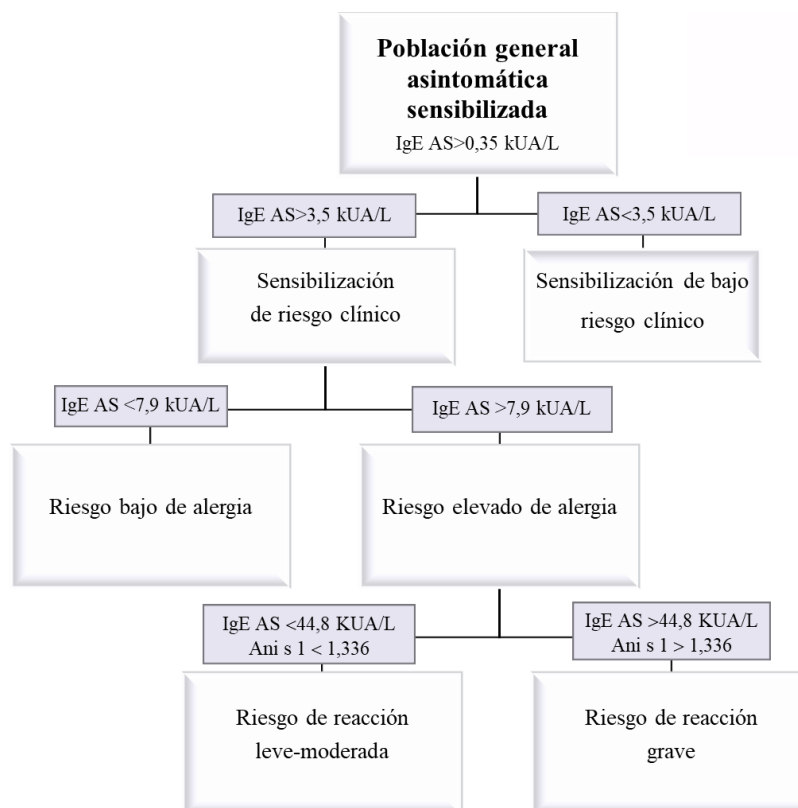 Población general
asintomática
sensibilizada
IgE AS>0,35 kUA/L
IgE AS>3,5 kUA/L
IgE AS<3,5 kUA/L
Sensibilización
de riesgo clínico
Sensibilización de bajo
riesgo clínico
IgE AS <7,9 kUA/L
IgE AS >7,9 kUA/L
Riesgo bajo de alergia
Riesgo elevado de alergia
IgE AS <44,8 KUA/L
Ani s 1 < 1,336
IgE AS >44,8 KUA/L
Ani s 1 > 1,336
Riesgo de reacción
leve-moderada
Riesgo de reacción
grave